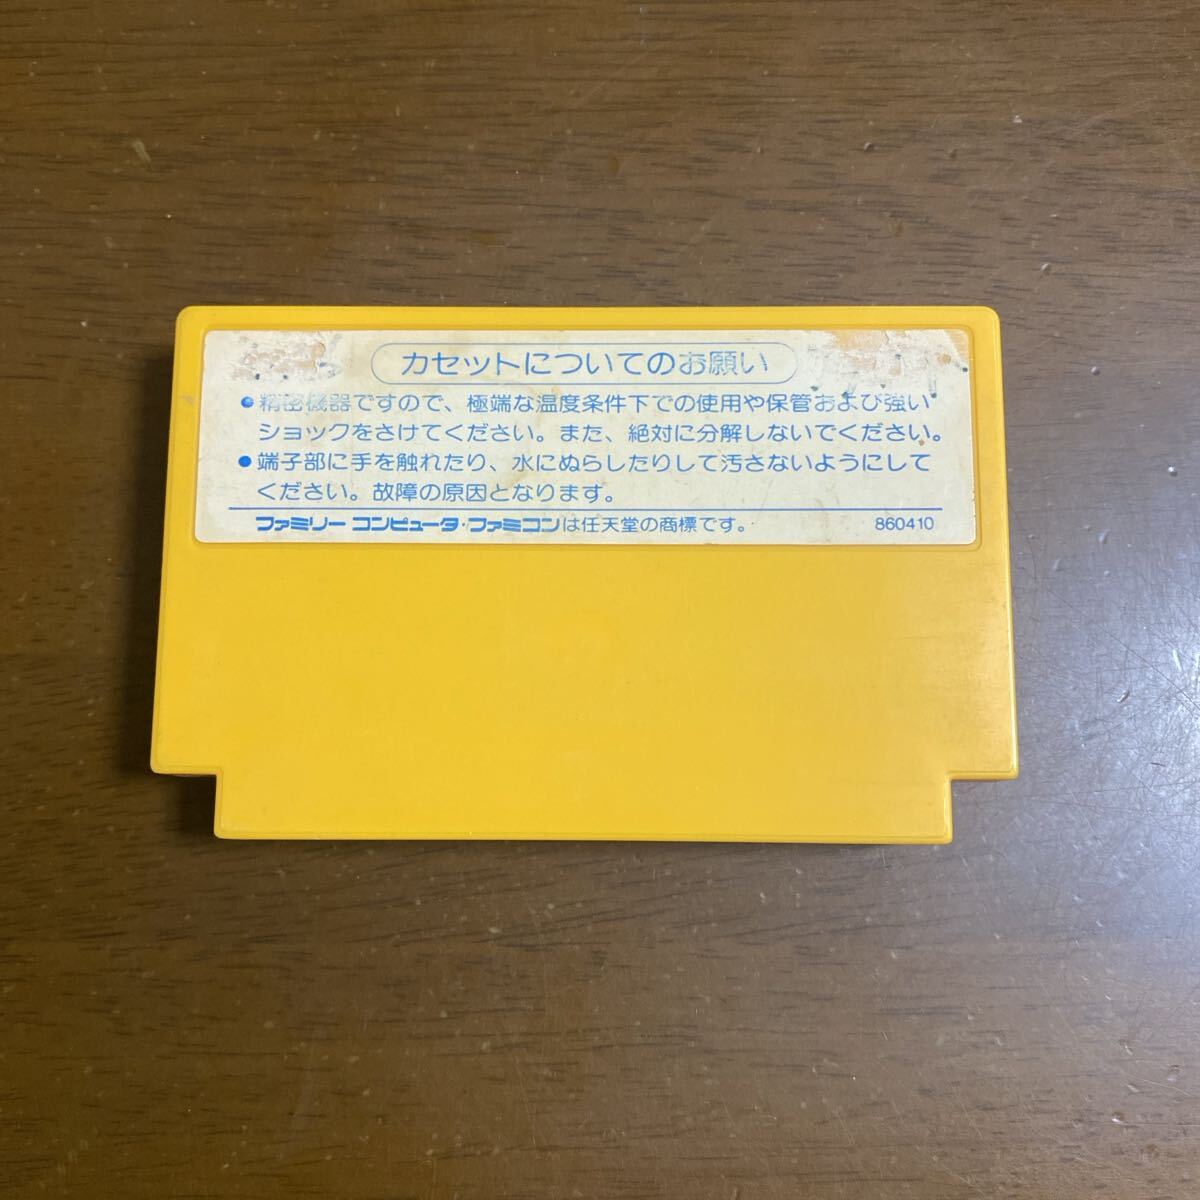 カセットについてのお願い
●精密機器ですので、極端な温度条件下での使用や保管および強い
ショックをさけてください。また、絶対に分解しないでください。
●端子部に手を触れたり、水にぬらしたりして汚さないようにして
ください。故障の原因となります。
ファミリーコンピュータ・ファミコンは任天堂の商標です。 860410